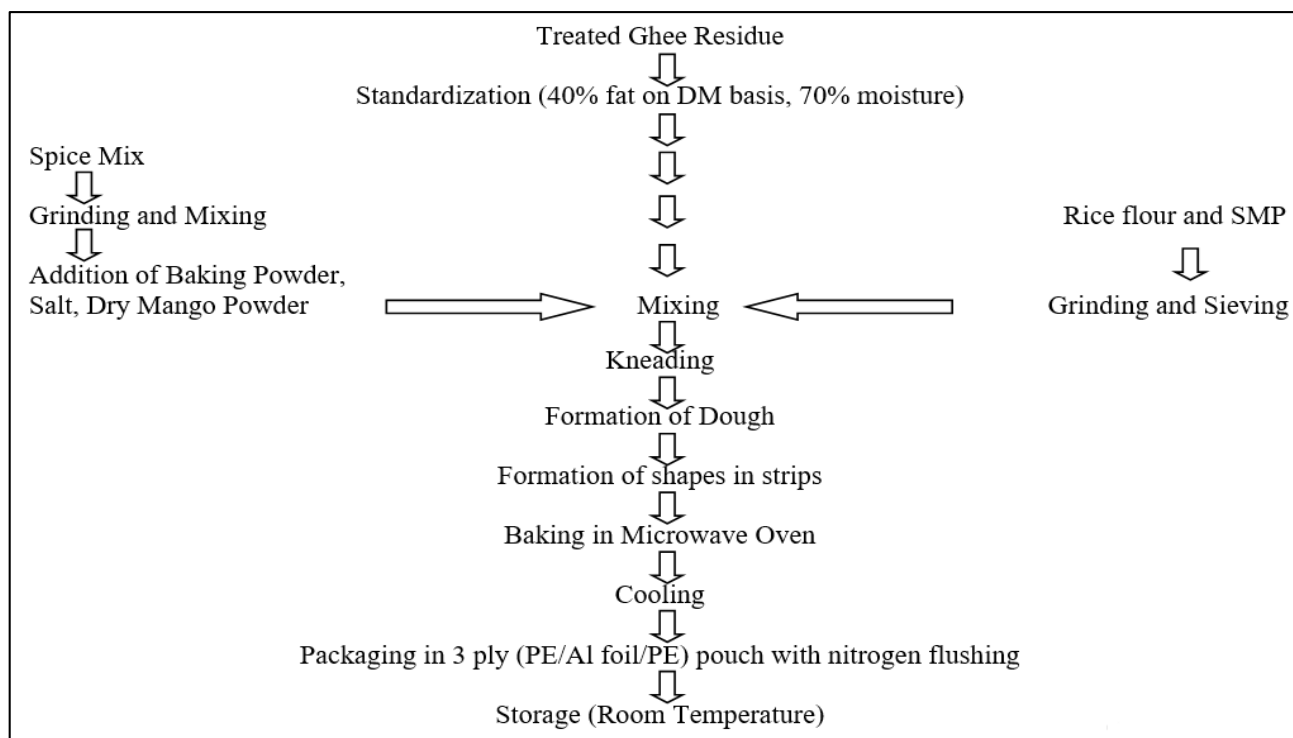 Treated Ghee Residue
Standardization (40% fat on DM basis, 70% moisture)
Spice Mix
Grinding and Mixing
Addition of Baking Powder,
Salt, Dry Mango Powder
Rice flour and SMP
Grinding and Sieving
Mixing
Kneading
Formation of Dough
Formation of shapes in strips
Baking in Microwave Oven
Cooling
Packaging in 3 ply (PE/Al foil/PE) pouch with nitrogen flushing
Storage (Room Temperature)